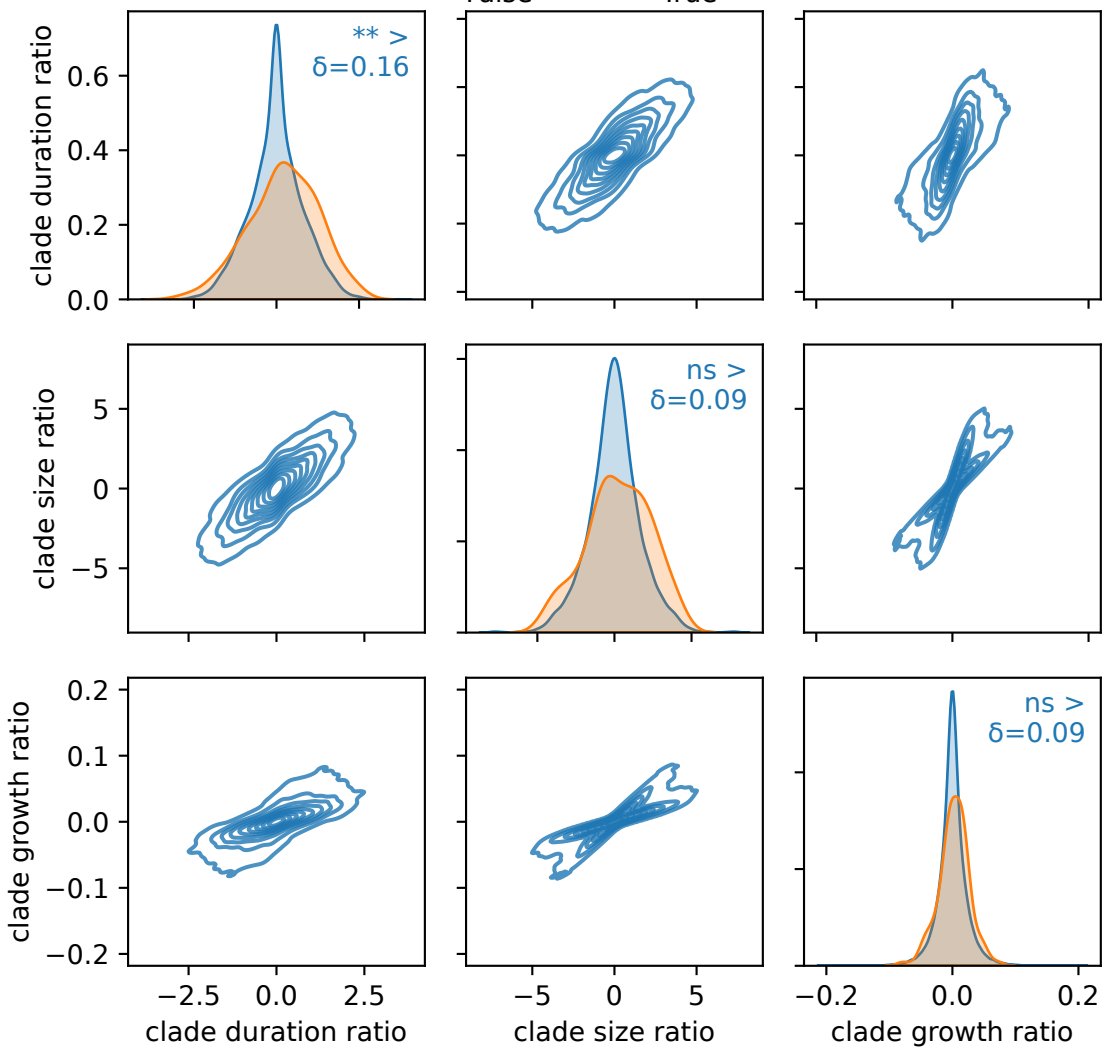 True
clade duration ratio
0.6
0.4
0.2
0.0
** >
δ=0.16
clade size ratio
5
0
−5
ns >
δ=0.09
clade growth ratio
0.2
0.1
0.0
−0.1
−0.2
ns >
δ=0.09
−2.5 0.0 2.5
−5 0 5
−0.2 0.0 0.2
clade duration ratio
clade size ratio
clade growth ratio